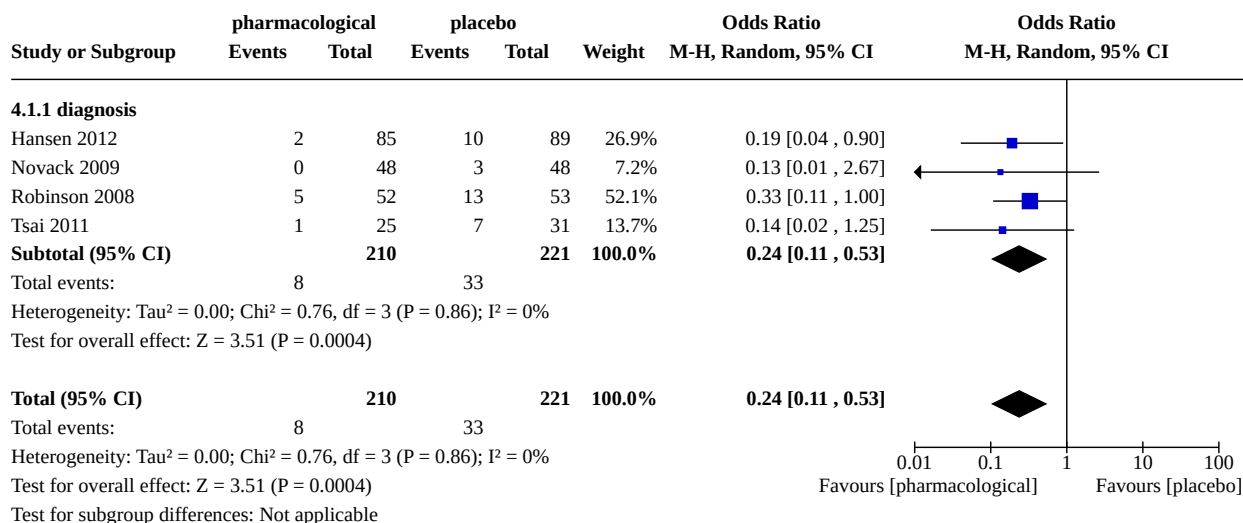 pharmacological placebo Odds Ratio Odds Ratio
Study or Subgroup Events Total Events Total Weight M-H, Random, 95% CI M-H, Random, 95% CI
4.1.1 diagnosis
Hansen 2012 2 85 10 89 26.9% 0.19 [0.04 , 0.90]
Novack 2009 0 48 3 48 7.2% 0.13 [0.01 , 2.67]
Robinson 2008 5 52 13 53 52.1% 0.33 [0.11 , 1.00]
Tsai 2011 1 25 7 31 13.7% 0.14 [0.02 , 1.25]
Subtotal (95% CI) 210 221 100.0% 0.24 [0.11 , 0.53]
Total events: 8 33
Heterogeneity: Tau² = 0.00; Chi² = 0.76, df = 3 (P = 0.86); I² = 0%
Test for overall effect: Z = 3.51 (P = 0.0004)
Total (95% CI) 210 221 100.0% 0.24 [0.11 , 0.53]
Total events: 8 33
Heterogeneity: Tau² = 0.00; Chi² = 0.76, df = 3 (P = 0.86); I² = 0%
0.01 0.1 1 10 100
Test for overall effect: Z = 3.51 (P = 0.0004) Favours [pharmacological] Favours [placebo]
Test for subgroup differences: Not applicable